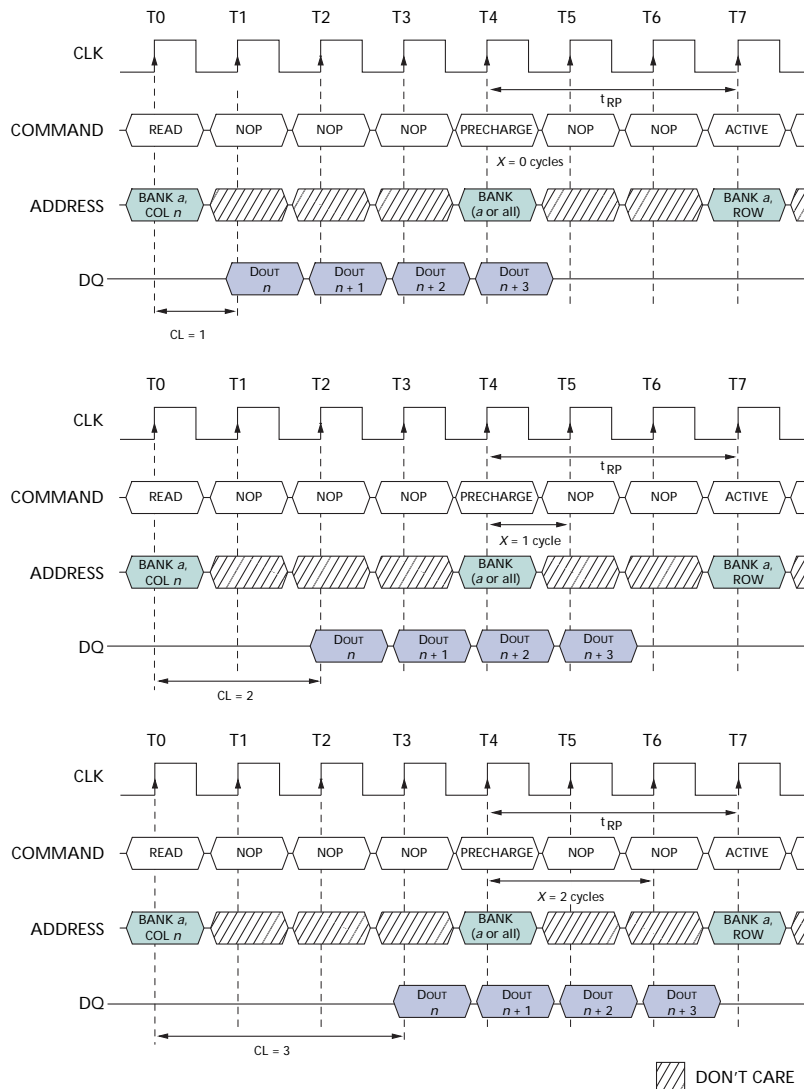 T0 T1 T2 T3 T4 T5 T6 T7
CLK
tRP
COMMAND READ NOP NOP NOP PRECHARGE NOP NOP ACTIVE
X = 0 cycles
ADDRESS BANK a, COL n BANK (a or all) BANK a, ROW
DQ DOUT n DOUT n + 1 DOUT n + 2 DOUT n + 3
CL = 1
T0 T1 T2 T3 T4 T5 T6 T7
CLK
tRP
COMMAND READ NOP NOP NOP PRECHARGE NOP NOP ACTIVE
X = 1 cycle
ADDRESS BANK a, COL n BANK (a or all) BANK a, ROW
DQ DOUT n DOUT n + 1 DOUT n + 2 DOUT n + 3
CL = 2
T0 T1 T2 T3 T4 T5 T6 T7
CLK
tRP
COMMAND READ NOP NOP NOP PRECHARGE NOP NOP ACTIVE
X = 2 cycles
ADDRESS BANK a, COL n BANK (a or all) BANK a, ROW
DQ DOUT n DOUT n + 1 DOUT n + 2 DOUT n + 3
CL = 3
DON'T CARE